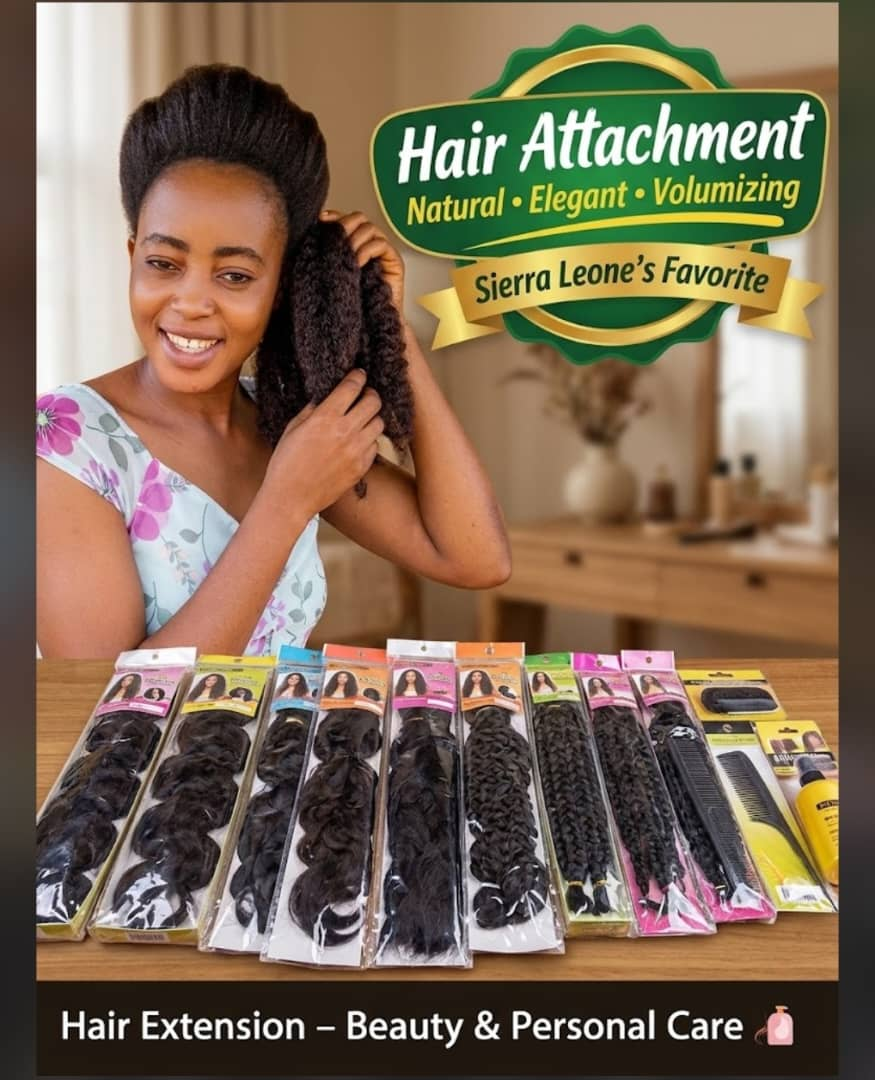 Hair Attachment
Natural • Elegant • Volumizing
Sierra Leone's Favorite
Hair Extension – Beauty & Personal Care